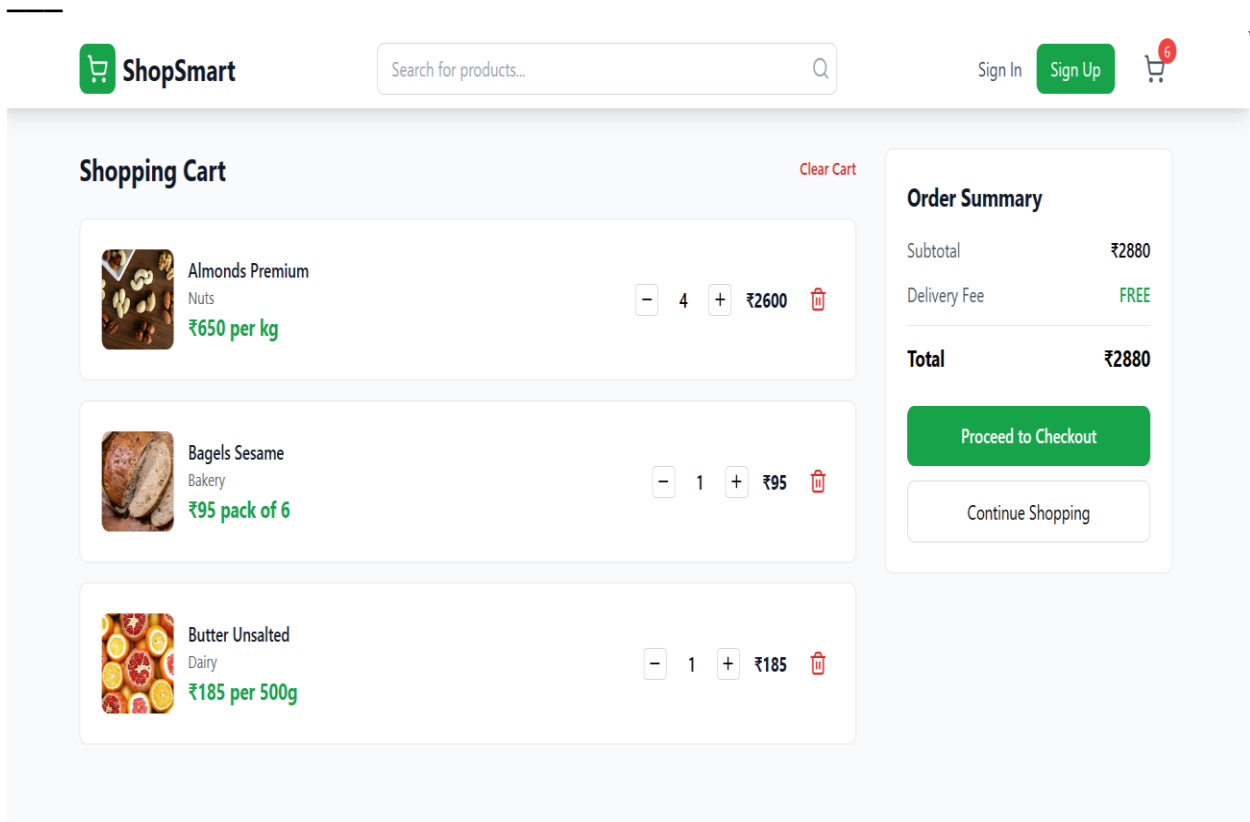 ShopSmart
Search for products...
Sign In
Sign Up
6
Shopping Cart
Clear Cart
Almonds Premium
Nuts
₹650 per kg
− 4 + ₹2600
Bagels Sesame
Bakery
₹95 pack of 6
− 1 + ₹95
Butter Unsalted
Dairy
₹185 per 500g
− 1 + ₹185
Order Summary
Subtotal ₹2880
Delivery Fee FREE
Total ₹2880
Proceed to Checkout
Continue Shopping